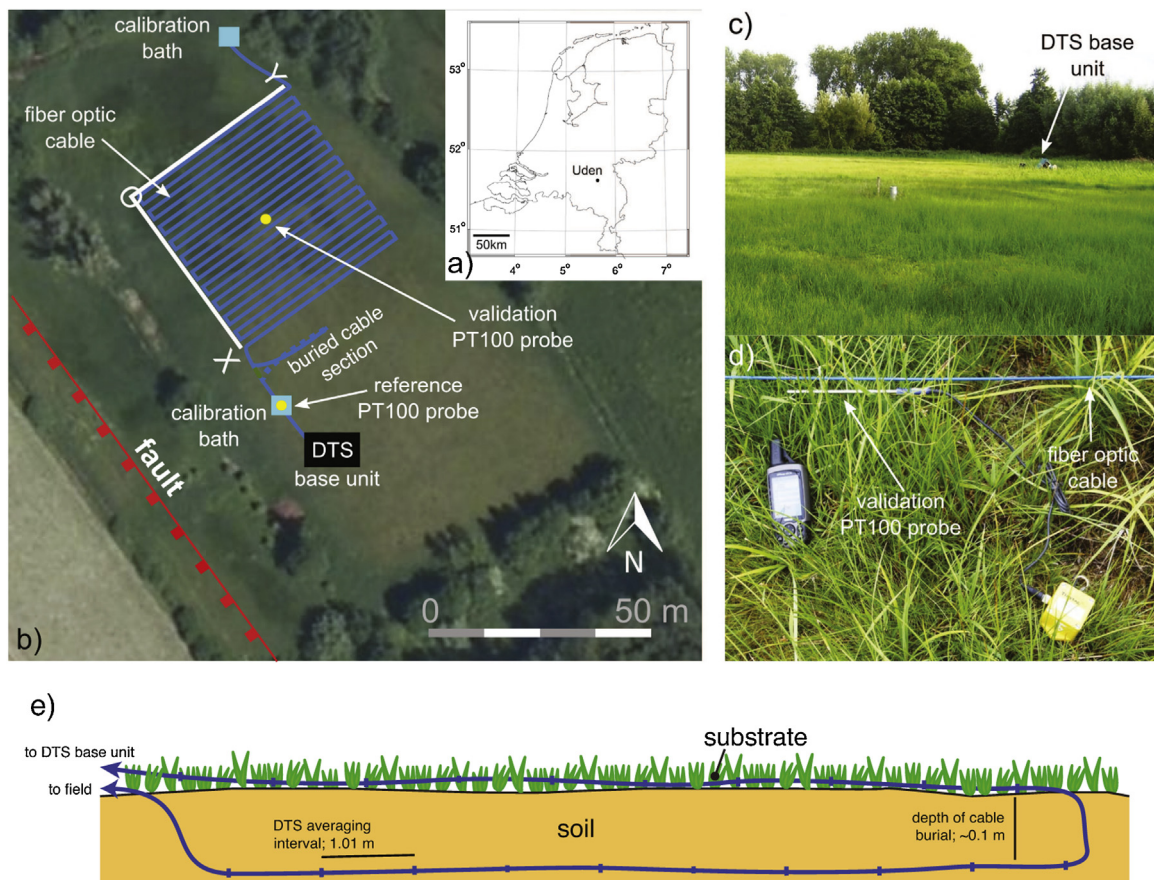 calibration
bath
fiber optic
cable
Y
X
validation
PT100 probe
buried cable
section
reference
PT100 probe
calibration
bath
DTS
base unit
fault
N
0 50 m
b)
53°
52°
51°
Uden
50km
a)
4° 5° 6° 7°
c)
DTS base
unit
d)
fiber optic
cable
validation
PT100 probe
e)
to DTS base unit
to field
substrate
DTS averaging
interval; 1.01 m
soil
depth of cable
burial; ~0.1 m